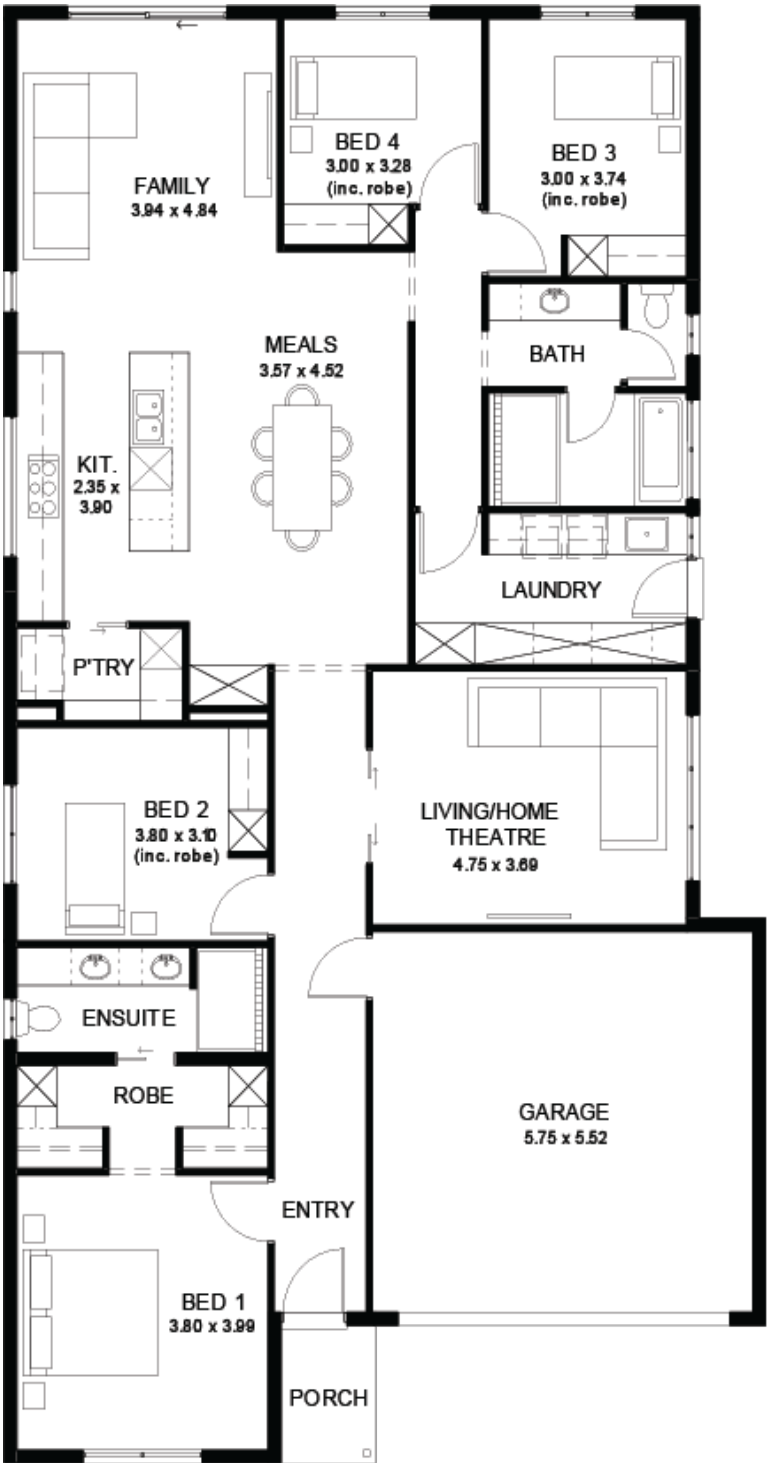 FAMILY
3.94 x 4.84
BED 4
3.00 x 3.28
(inc. robe)
BED 3
3.00 x 3.74
(inc. robe)
MEALS
3.57 x 4.52
BATH
KIT.
2.35 x
3.90
LAUNDRY
P'TRY
BED 2
3.80 x 3.10
(inc. robe)
LIVING/HOME
THEATRE
4.75 x 3.69
ENSUITE
ROBE
GARAGE
5.75 x 5.52
ENTRY
BED 1
3.80 x 3.99
PORCH